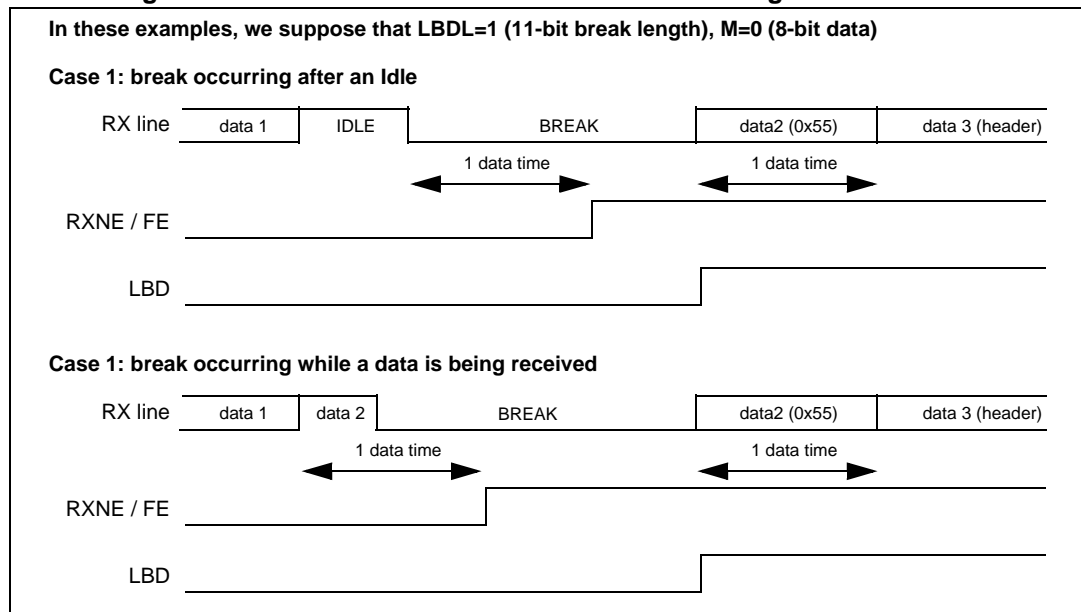 In these examples, we suppose that LBDL=1 (11-bit break length), M=0 (8-bit data)
Case 1: break occurring after an Idle
RX line data 1 IDLE BREAK data2 (0x55) data 3 (header)
1 data time 1 data time
RXNE / FE
LBD
Case 1: break occurring while a data is being received
RX line data 1 data 2 BREAK data2 (0x55) data 3 (header)
1 data time 1 data time
RXNE / FE
LBD